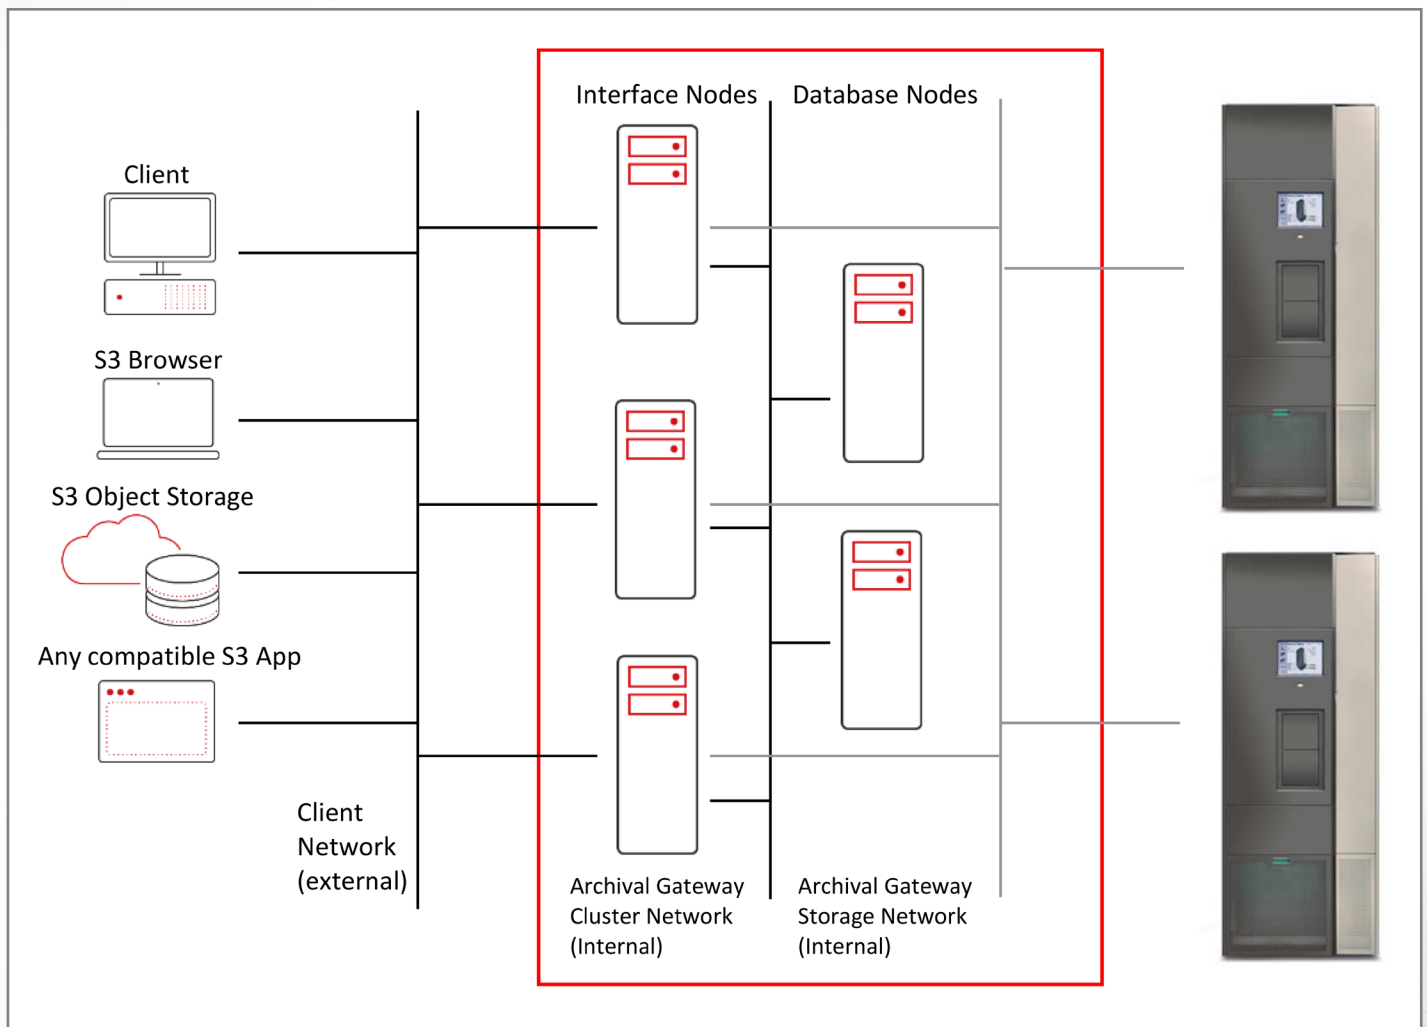 Interface Nodes
Database Nodes
Client
S3 Browser
S3 Object Storage
Any compatible S3 App
Client
Network
(external)
Archival Gateway
Cluster Network
(Internal)
Archival Gateway
Storage Network
(Internal)